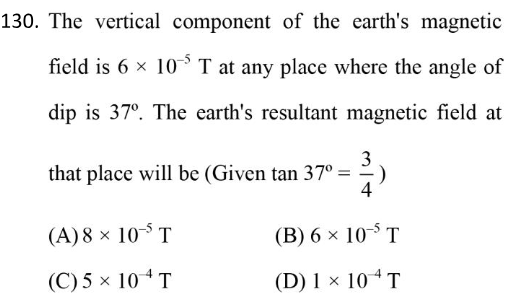 130. The vertical component of the earth's magnetic
field is 6 × 10⁻⁵ T at any place where the angle of
dip is 37º. The earth's resultant magnetic field at
that place will be (Given tan 37º = 3/4)
(A) 8 × 10⁻⁵ T (B) 6 × 10⁻⁵ T
(C) 5 × 10⁻⁴ T (D) 1 × 10⁻⁴ T